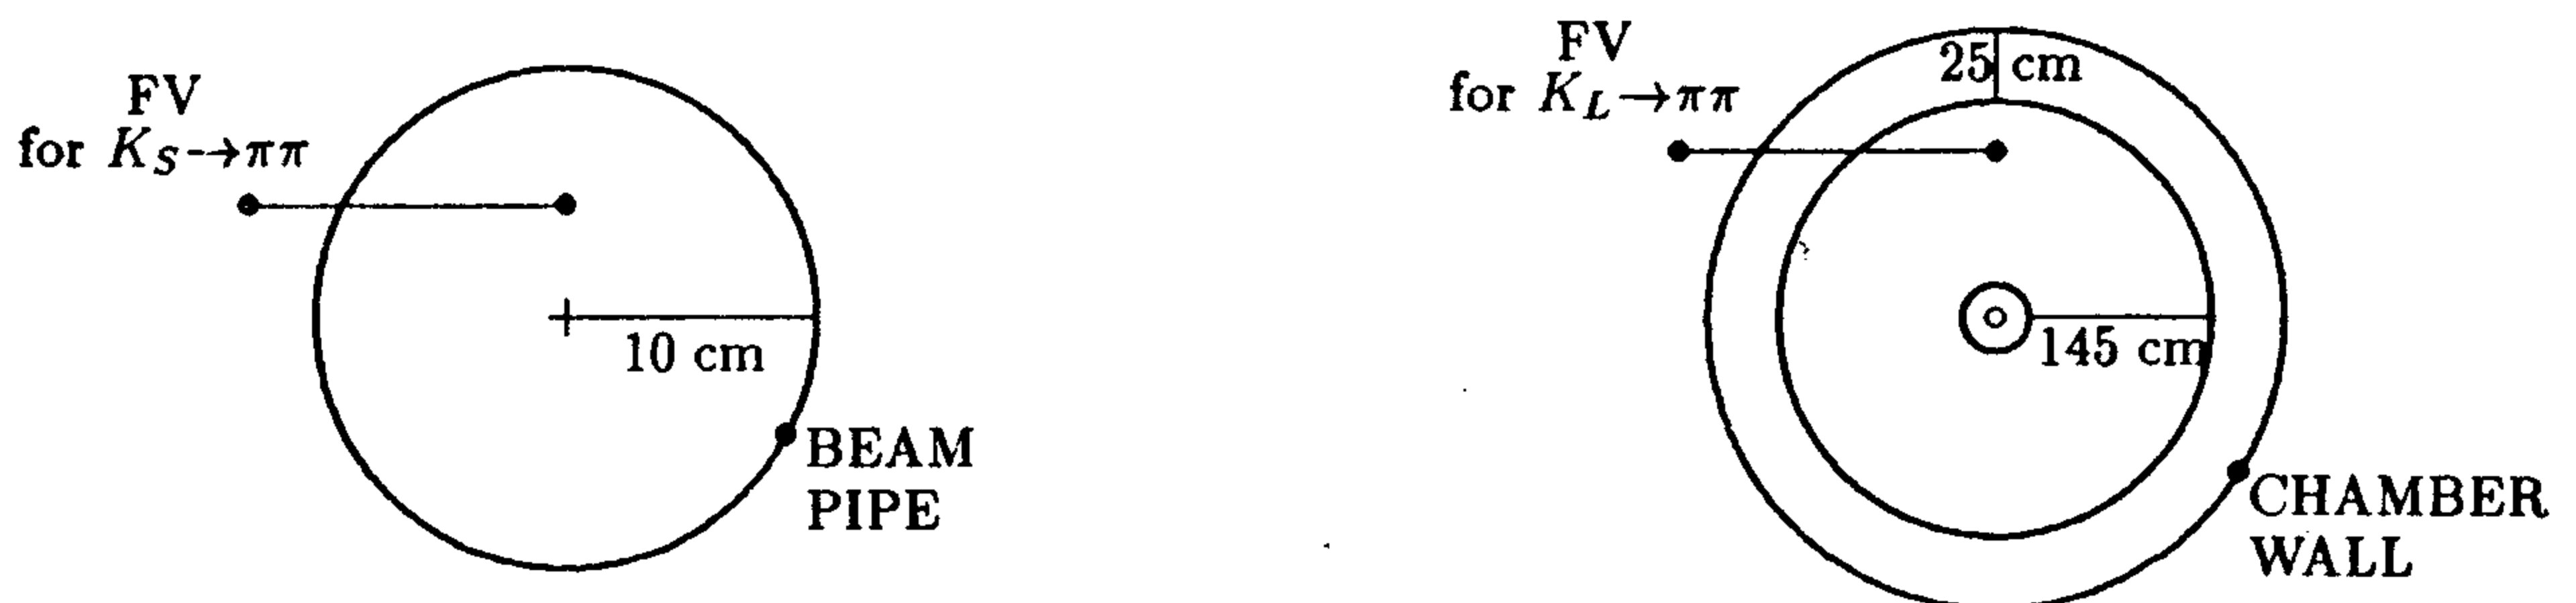 FV
for K_S→ππ
10 cm
BEAM
PIPE
FV
for K_L→ππ
25 cm
145 cm
CHAMBER
WALL